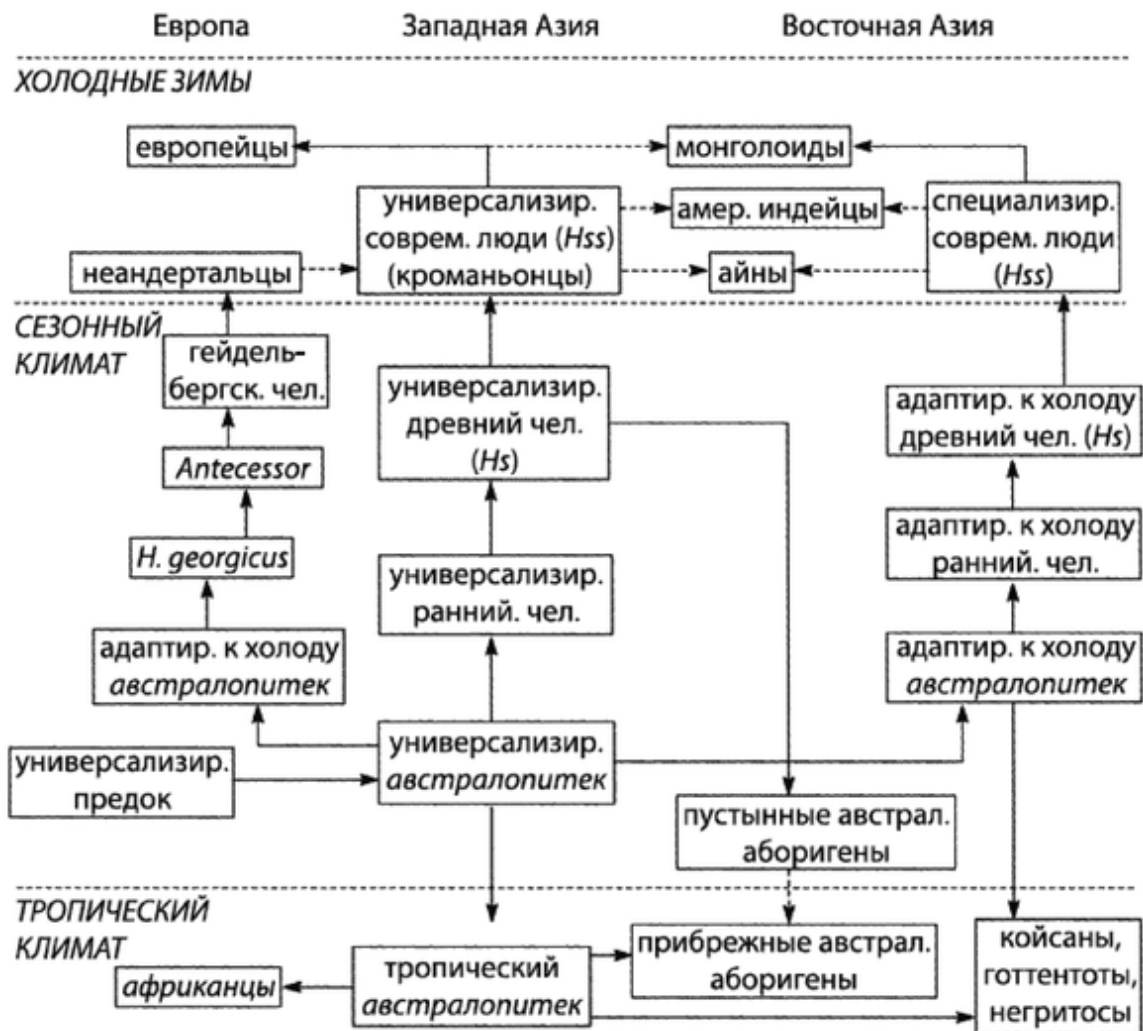 Европа
Западная Азия
Восточная Азия
ХОЛОДНЫЕ ЗИМЫ
европейцы
монголоиды
универсализир.
соврем. люди (Hss)
(кроманьонцы)
амер. индейцы
специализир.
соврем. люди
(Hss)
неандертальцы
айны
СЕЗОННЫЙ
КЛИМАТ
гейдель-
бергск. чел.
универсализир.
древний чел.
(Hs)
адаптир. к холоду
древний чел. (Hs)
Antecessor
H. georgicus
универсализир.
ранний. чел.
адаптир. к холоду
ранний. чел.
адаптир. к холоду
австралопитек
адаптир. к холоду
австралопитек
универсализир.
предок
универсализир.
австралопитек
пустынные австрал.
аборигены
ТРОПИЧЕСКИЙ
КЛИМАТ
африканцы
тропический
австралопитек
прибрежные австрал.
аборигены
койсаны,
готтентоты,
негритосы